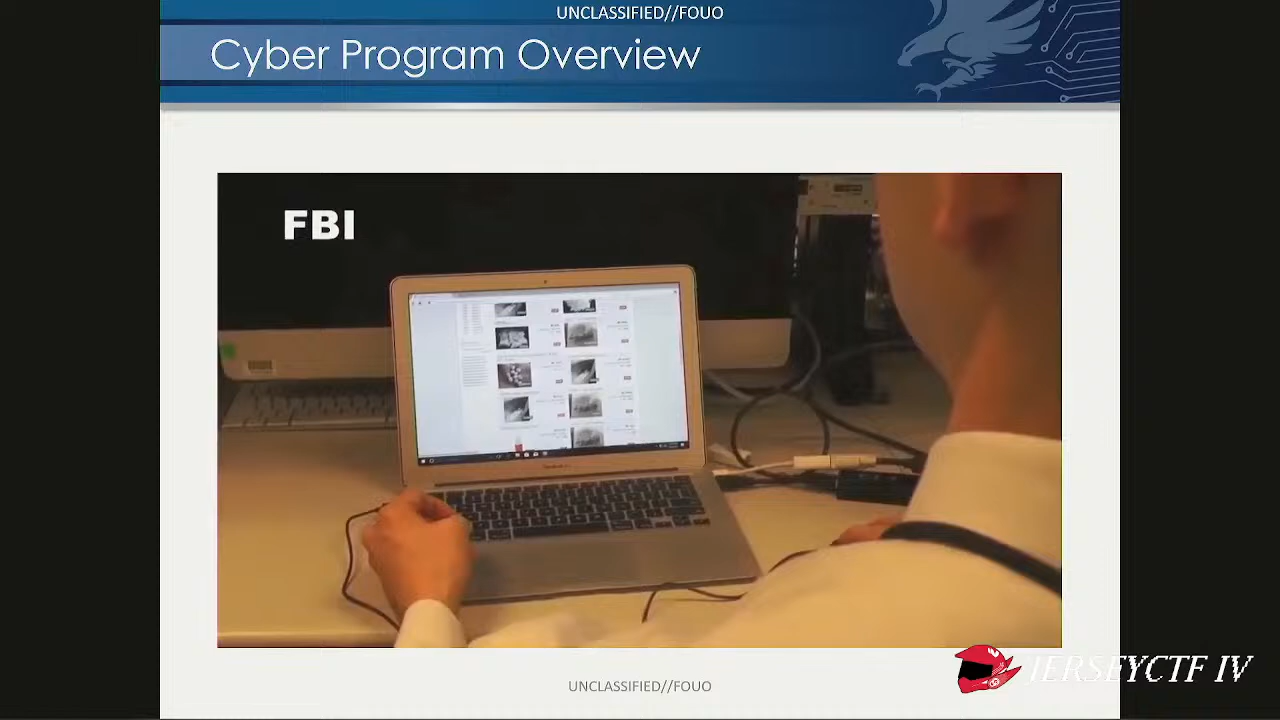 UNCLASSIFIED//FOUO
Cyber Program Overview
FBI
UNCLASSIFIED//FOUO
JERSEYCTF IV